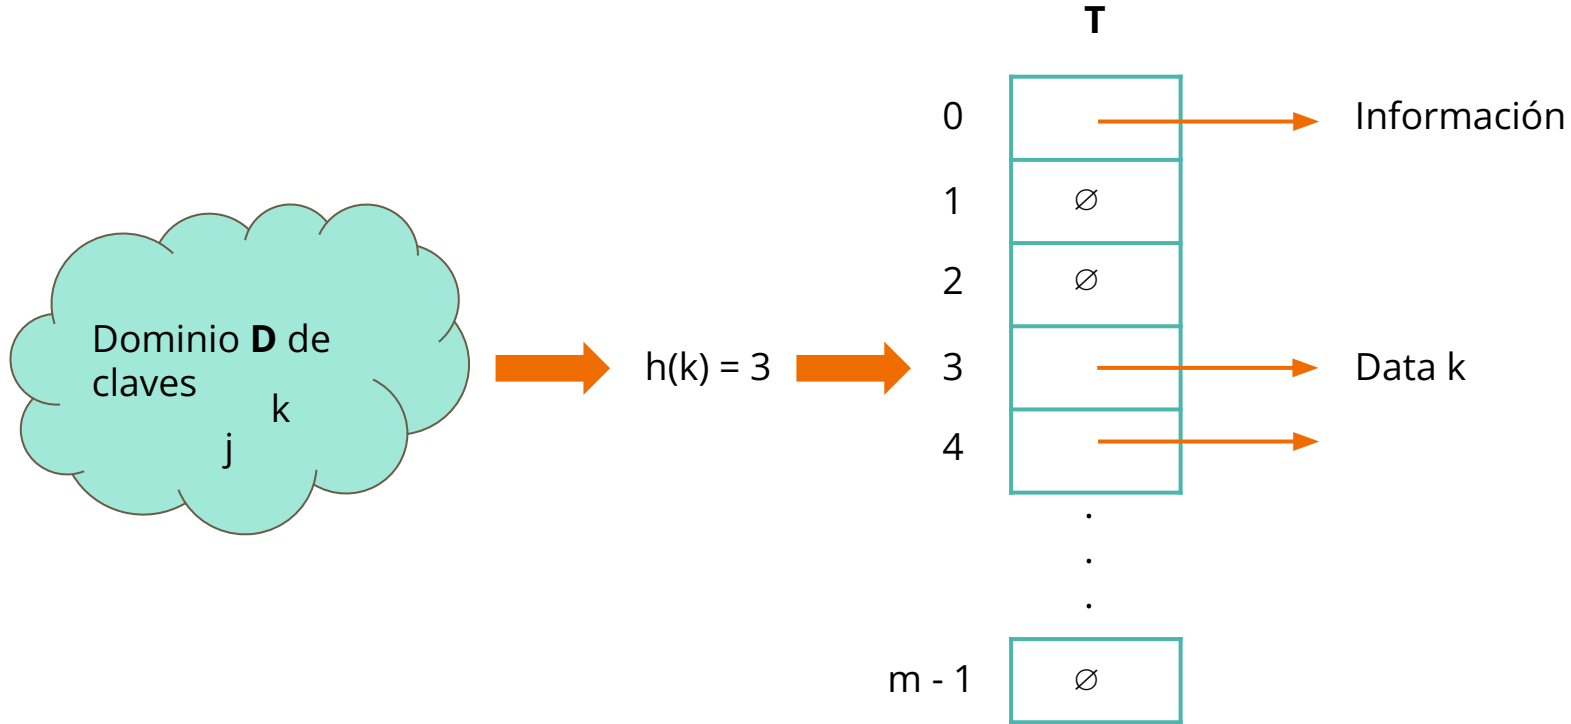 T
0
Información
1
∅
2
∅
Dominio D de
claves
k
j
h(k) = 3
3
Data k
4
.
.
.
m - 1
∅